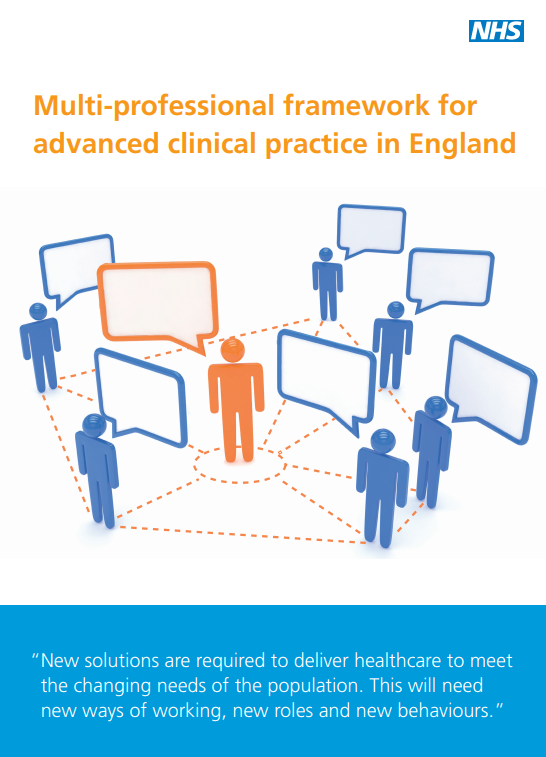 NHS
Multi-professional framework for
advanced clinical practice in England
“New solutions are required to deliver healthcare to meet
the changing needs of the population. This will need
new ways of working, new roles and new behaviours.”